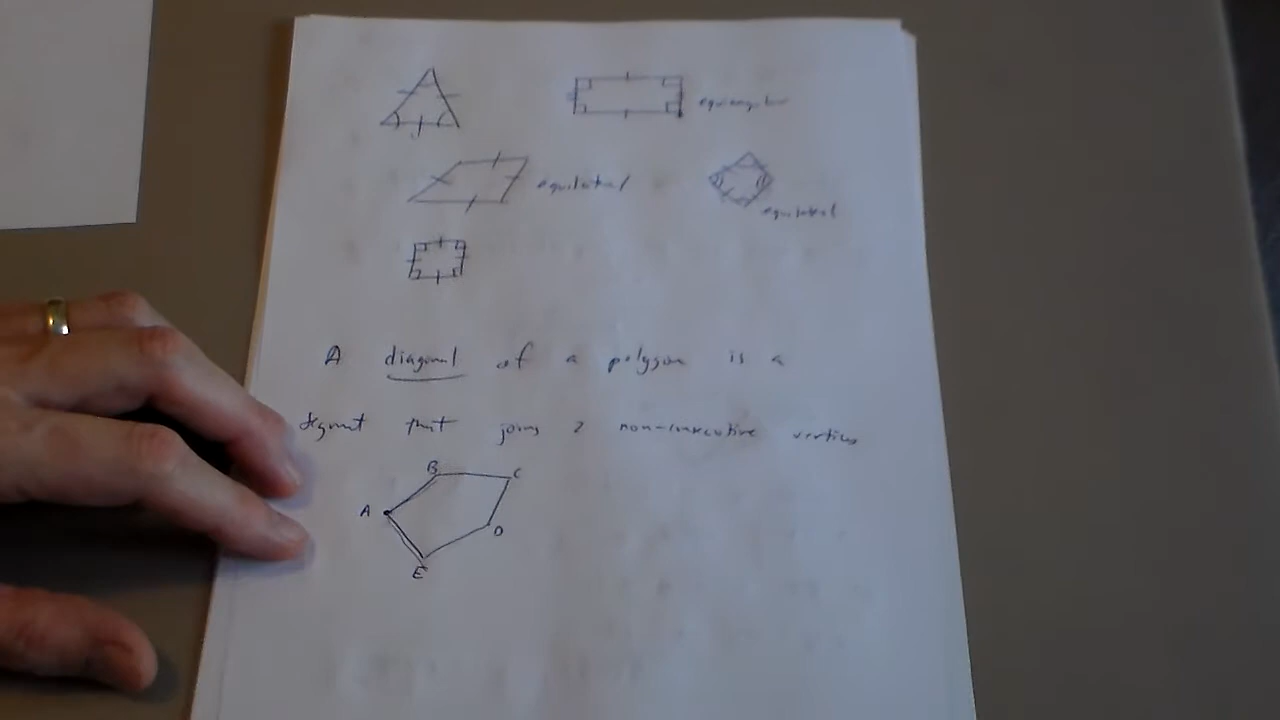 equiangular
equilateral
equilateral
A diagonal of a polygon is a
segment that joins 2 non-consecutive vertices
B
C
A
D
E